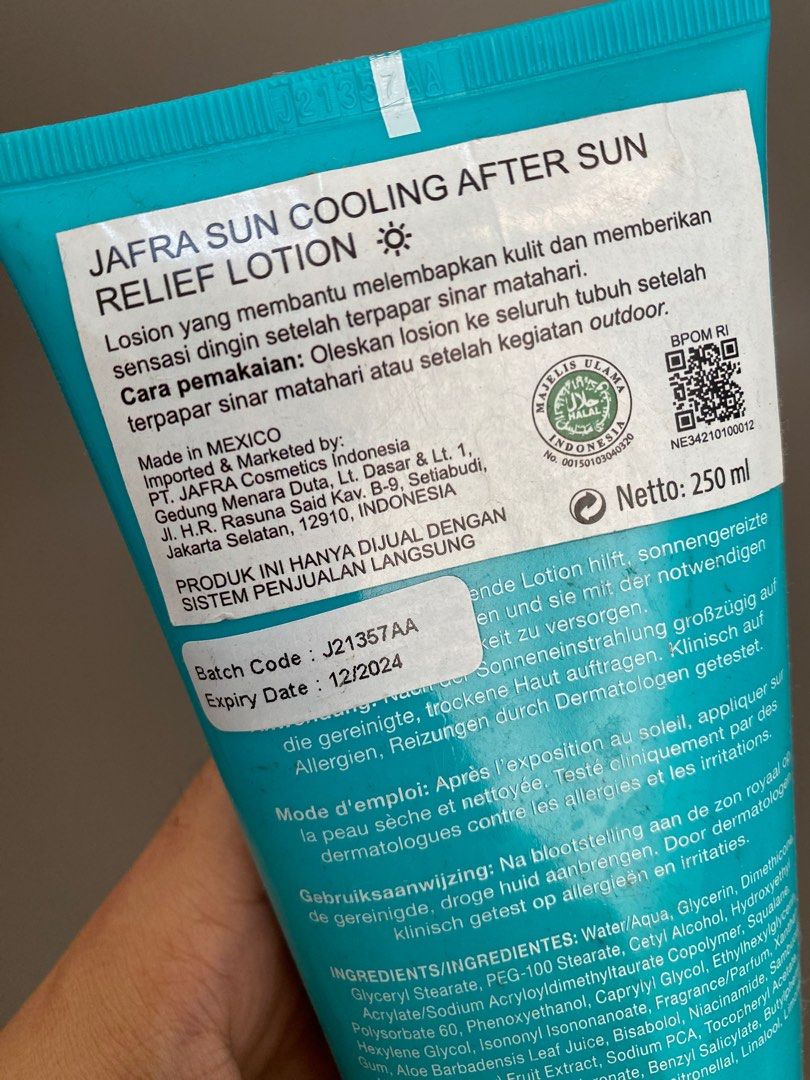 J21357AA
JAFRA SUN COOLING AFTER SUN
RELIEF LOTION
Losion yang membantu melembapkan kulit dan memberikan
sensasi dingin setelah terpapar sinar matahari.
Cara pemakaian: Oleskan losion ke seluruh tubuh setelah
terpapar sinar matahari atau setelah kegiatan outdoor.
Made in MEXICO
Imported & Marketed by:
PT. JAFRA Cosmetics Indonesia
Gedung Menara Duta, Lt. Dasar & Lt. 1,
Jl. H.R. Rasuna Said Kav. B-9, Setiabudi,
Jakarta Selatan, 12910, INDONESIA
PRODUK INI HANYA DIJUAL DENGAN
SISTEM PENJUALAN LANGSUNG
MAJELIS ULAMA
حلال
HALAL
INDONESIA
No. 00150103040320
BPOM RI
NE34210100012
Netto: 250 ml
Batch Code : J21357AA
Expiry Date : 12/2024
Lotion hilft, sonnengereizte
und sie mit der notwendigen
zu versorgen.
Sonneneinstrahlung großzügig auf
die gereinigte, trockene Haut auftragen. Klinisch auf
Allergien, Reizungen durch Dermatologen getestet.
Mode d'emploi: Après l'exposition au soleil, appliquer sur
la peau sèche et nettoyée. Testé cliniquement par des
dermatologues contre les allergies et les irritations.
Gebruiksaanwijzing: Na blootstelling aan de zon royaal op
de gereinigde, droge huid aanbrengen. Door dermatologen
klinisch getest op allergieën en irritaties.
INGREDIENTS/INGREDIENTES: Water/Aqua, Glycerin, Dimethicone,
Glyceryl Stearate, PEG-100 Stearate, Cetyl Alcohol, Hydroxyethyl
Acrylate/Sodium Acryloyldimethyltaurate Copolymer, Squalane,
Polysorbate 60, Phenoxyethanol, Caprylyl Glycol, Ethylhexylglycerin,
Hexylene Glycol, Isononyl Isononanoate, Fragrance/Parfum,
Gum, Aloe Barbadensis Leaf Juice, Bisabolol, Niacinamide,
Fruit Extract, Sodium PCA, Tocopheryl
Benzyl Salicylate,
Linalool,